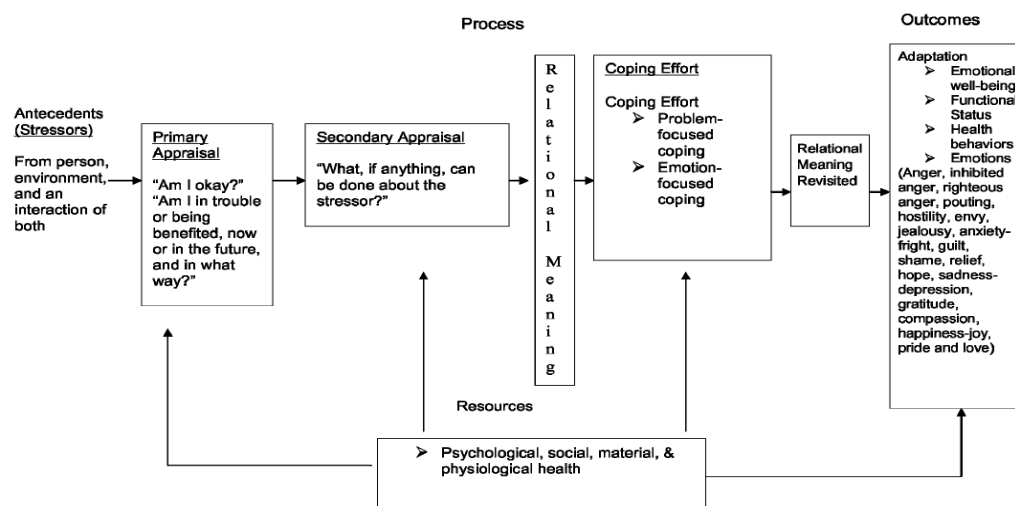 Process
Outcomes
Antecedents
(Stressors)
From person,
environment,
and an
interaction of
both
Primary
Appraisal
“Am I okay?”
“Am I in trouble
or being
benefited, now
or in the future,
and in what
way?”
Secondary Appraisal
“What, if anything, can
be done about the
stressor?”
Relational Meaning
Coping Effort
Coping Effort
➢ Problem-
focused
coping
➢ Emotion-
focused
coping
Relational
Meaning
Revisited
Adaptation
➢ Emotional
well-being
➢ Functional
Status
➢ Health
behaviors
➢ Emotions
(Anger, inhibited
anger, righteous
anger, pouting,
hostility, envy,
jealousy, anxiety-
fright, guilt,
shame, relief,
hope, sadness-
depression,
gratitude,
compassion,
happiness-joy,
pride and love)
Resources
➢ Psychological, social, material, &
physiological health